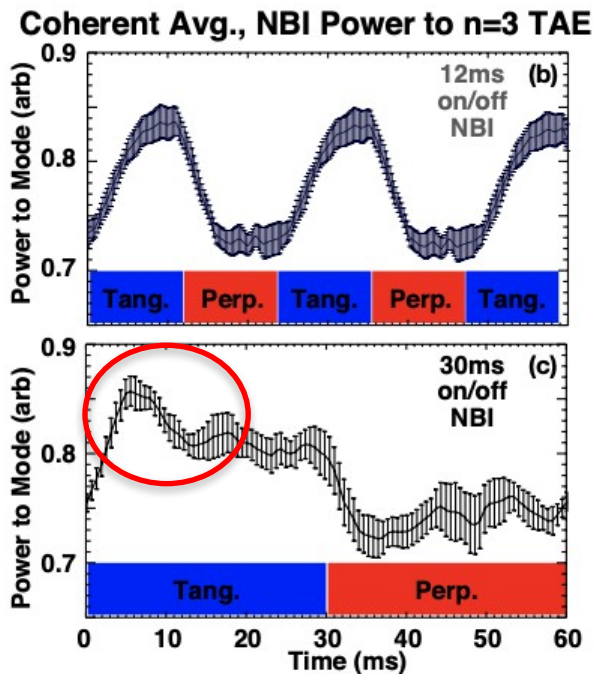 Coherent Avg., NBI Power to n=3 TAE
0.9
0.8
0.7
Power to Mode (arb)
12ms
on/off
NBI
(b)
Tang. Perp. Tang. Perp. Tang.
0.9
0.8
0.7
Power to Mode (arb)
30ms
on/off
NBI
(c)
Tang. Perp.
0 10 20 30 40 50 60
Time (ms)